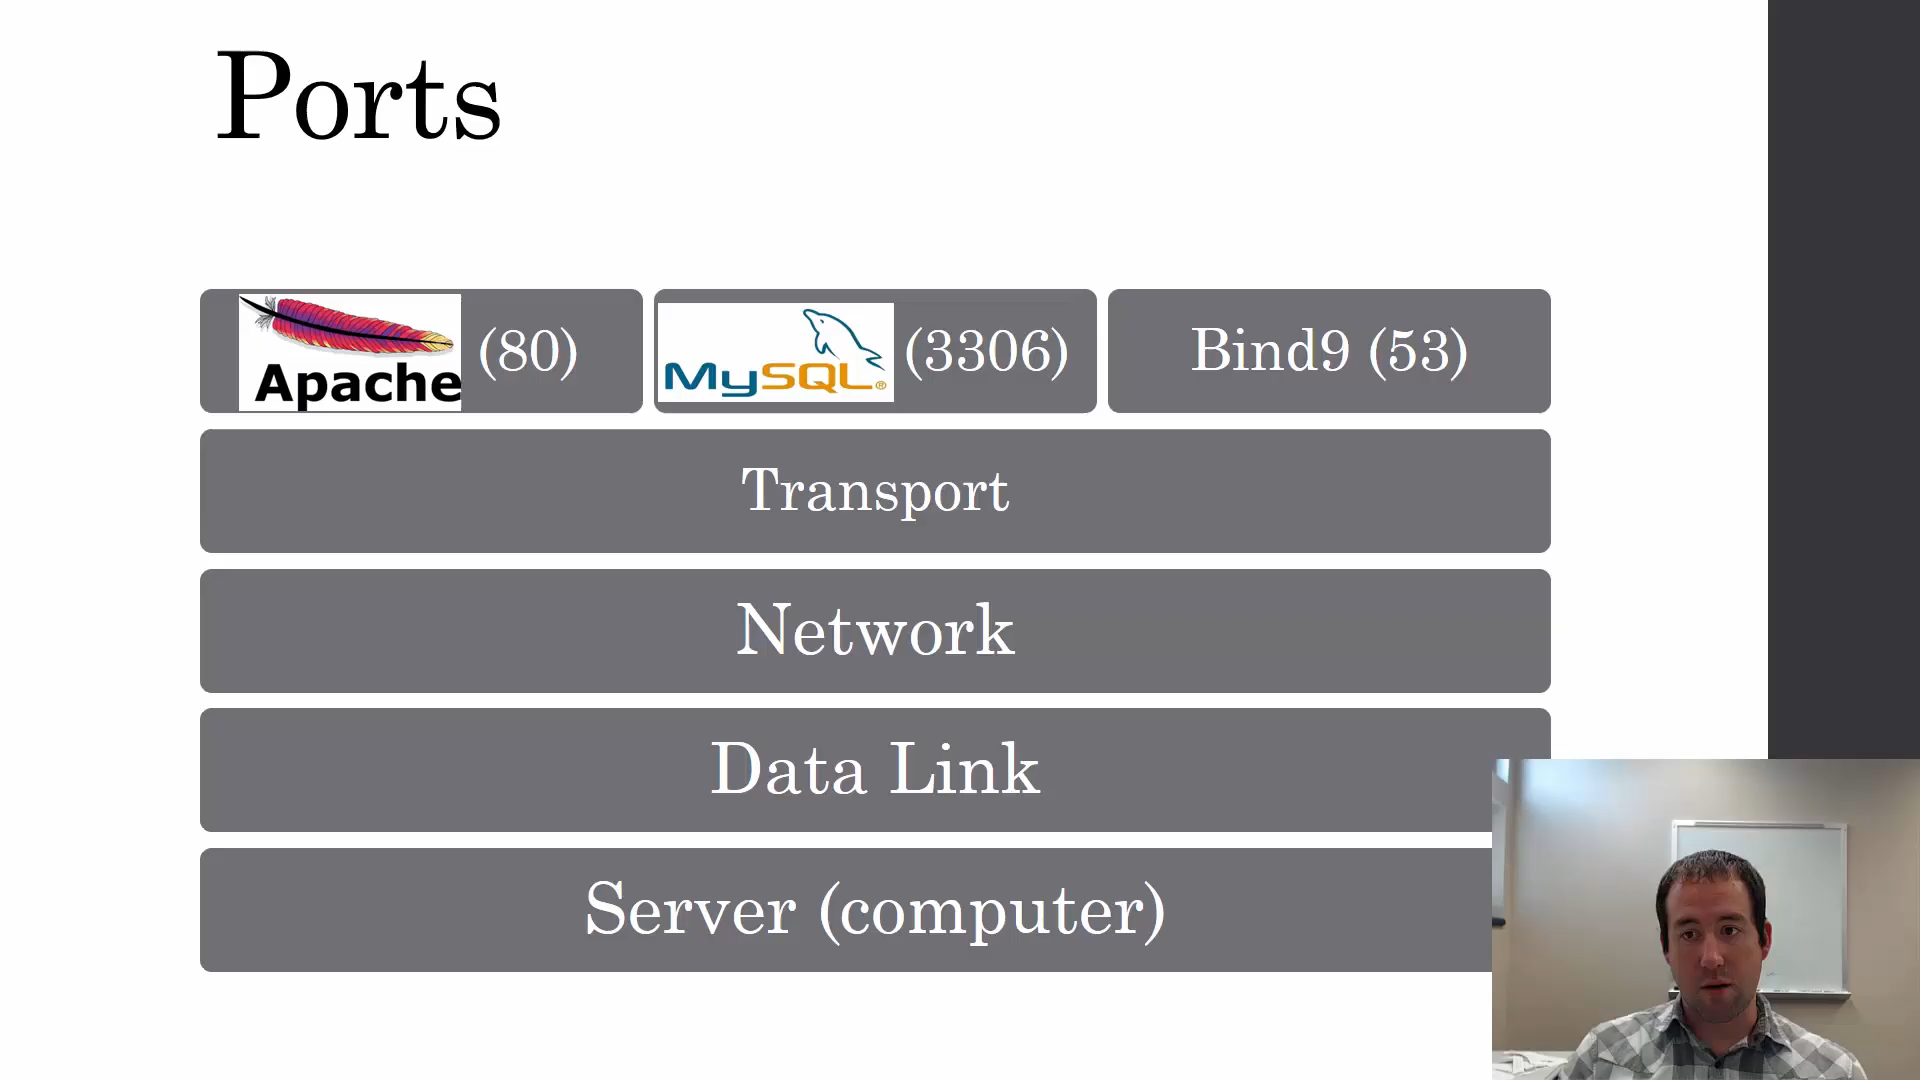 Ports
Apache (80)
MySQL® (3306)
Bind9 (53)
Transport
Network
Data Link
Server (computer)